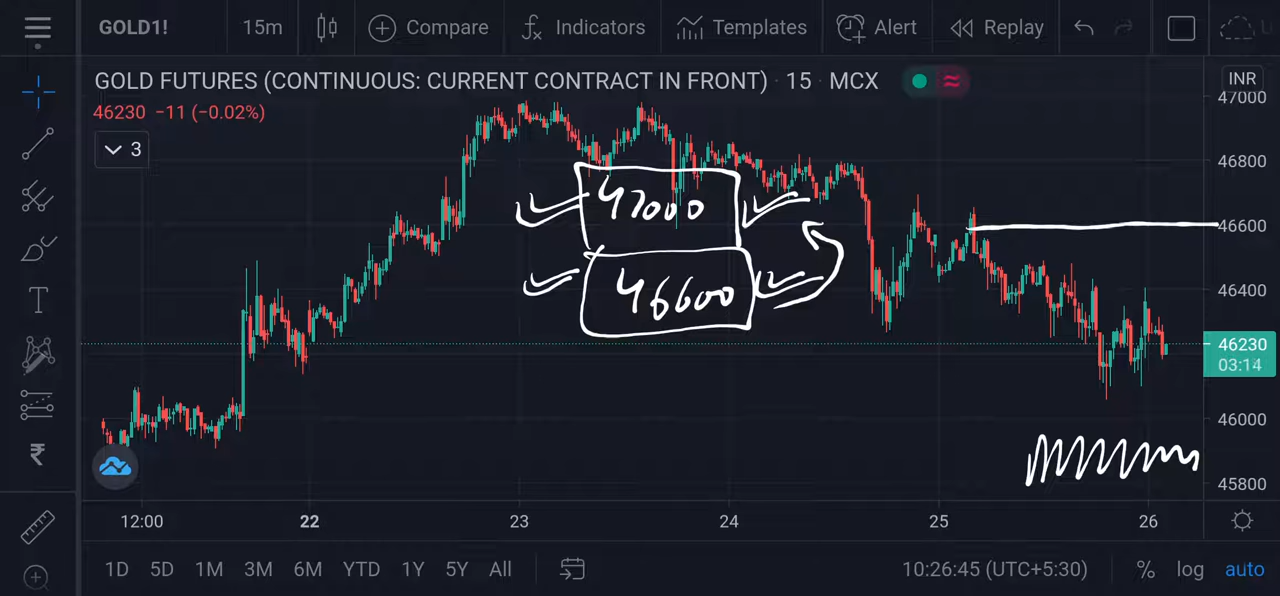 GOLD1! 15m Compare Indicators Templates Alert Replay
GOLD FUTURES (CONTINUOUS: CURRENT CONTRACT IN FRONT) · 15 · MCX INR
46230 −11 (−0.02%)
3
47000
46800
46600
46400
46230
03:14
46000
45800
47000
46600
12:00 22 23 24 25 26
1D 5D 1M 3M 6M YTD 1Y 5Y All 10:26:45 (UTC+5:30) % log auto